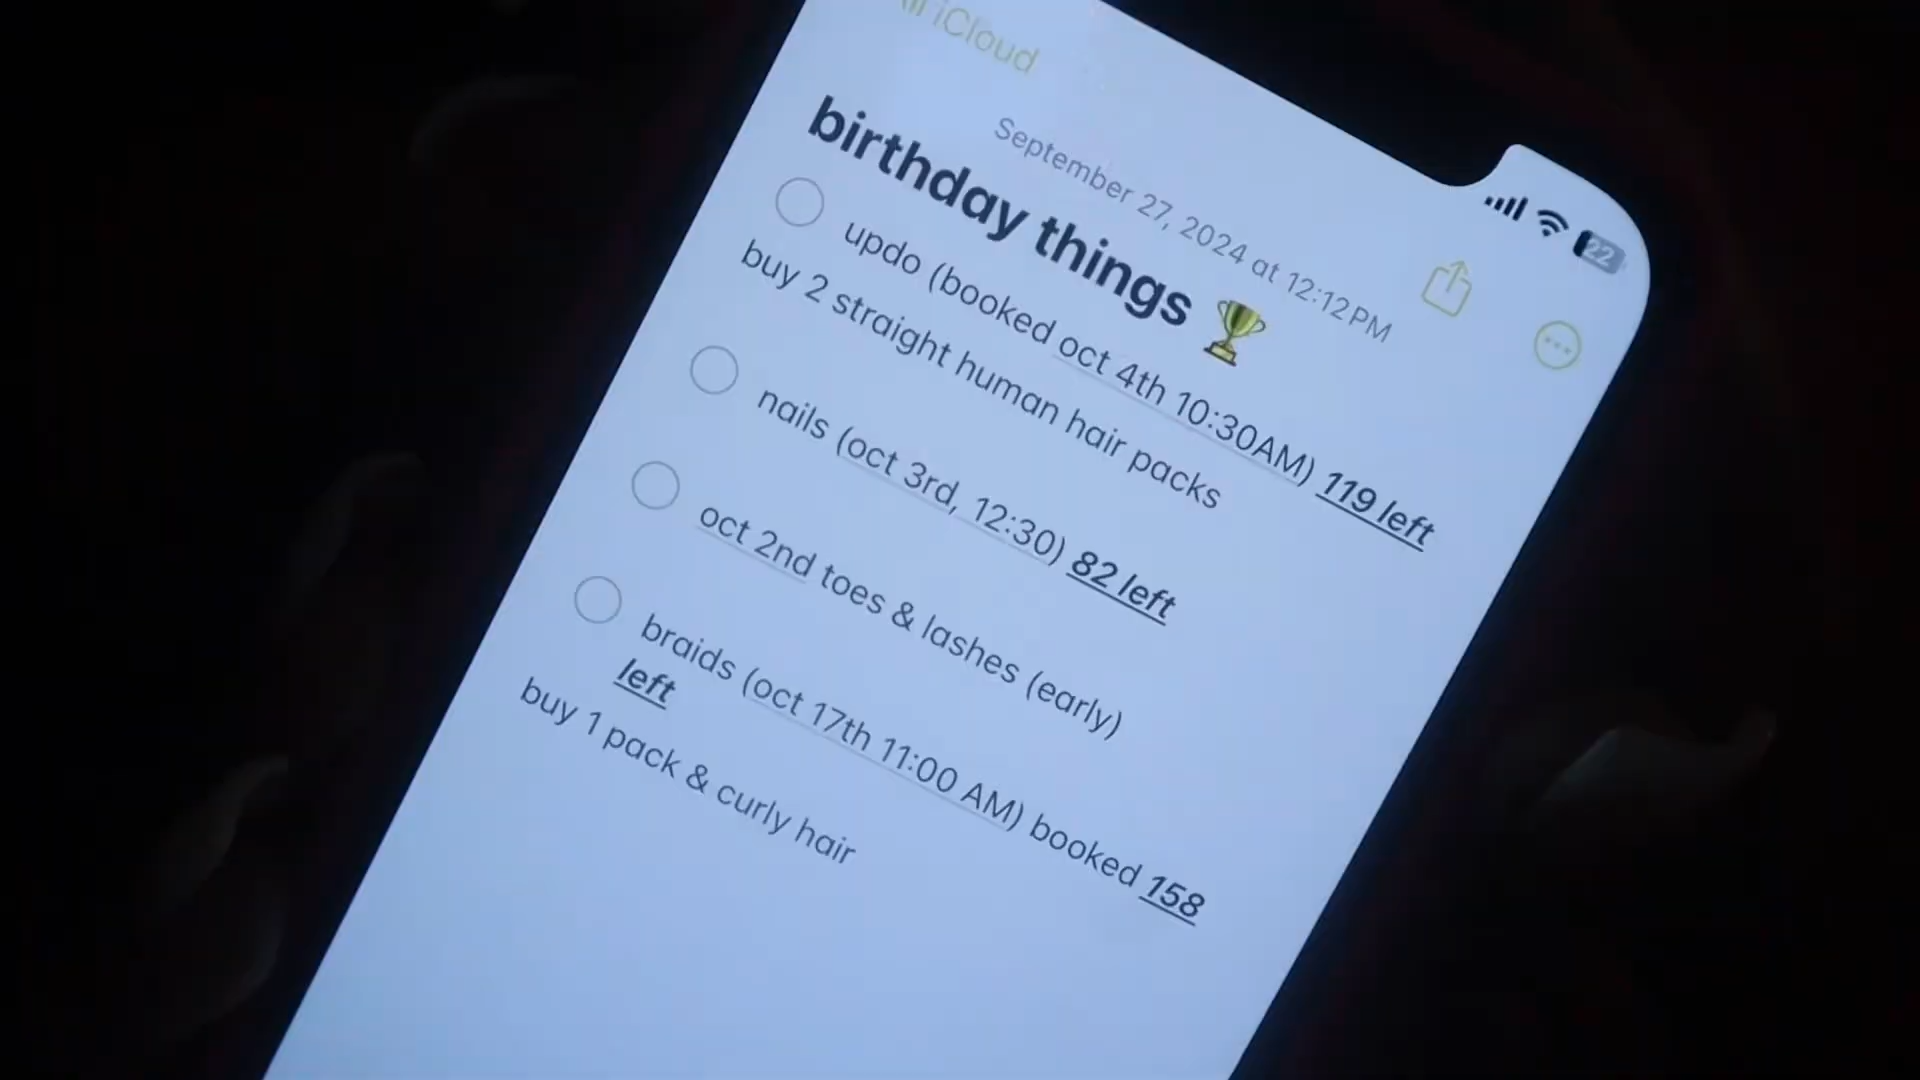 iCloud
22
September 27, 2024 at 12:12 PM
birthday things 🏆
updo (booked oct 4th 10:30AM) 119 left
buy 2 straight human hair packs
nails (oct 3rd, 12:30) 82 left
oct 2nd toes & lashes (early)
braids (oct 17th 11:00 AM) booked 158
left
buy 1 pack & curly hair